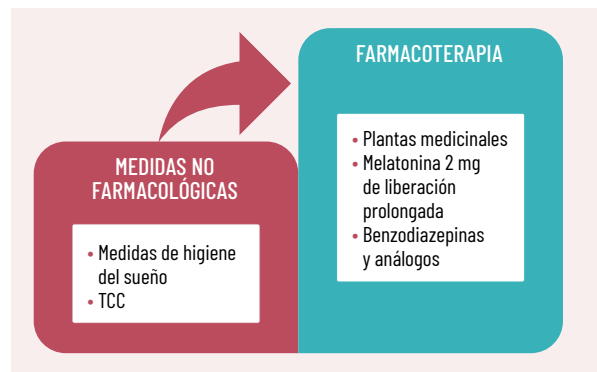 MEDIDAS NO
FARMACOLÓGICAS
• Medidas de higiene
del sueño
• TCC
FARMACOTERAPIA
• Plantas medicinales
• Melatonina 2 mg
de liberación
prolongada
• Benzodiazepinas
y análogos